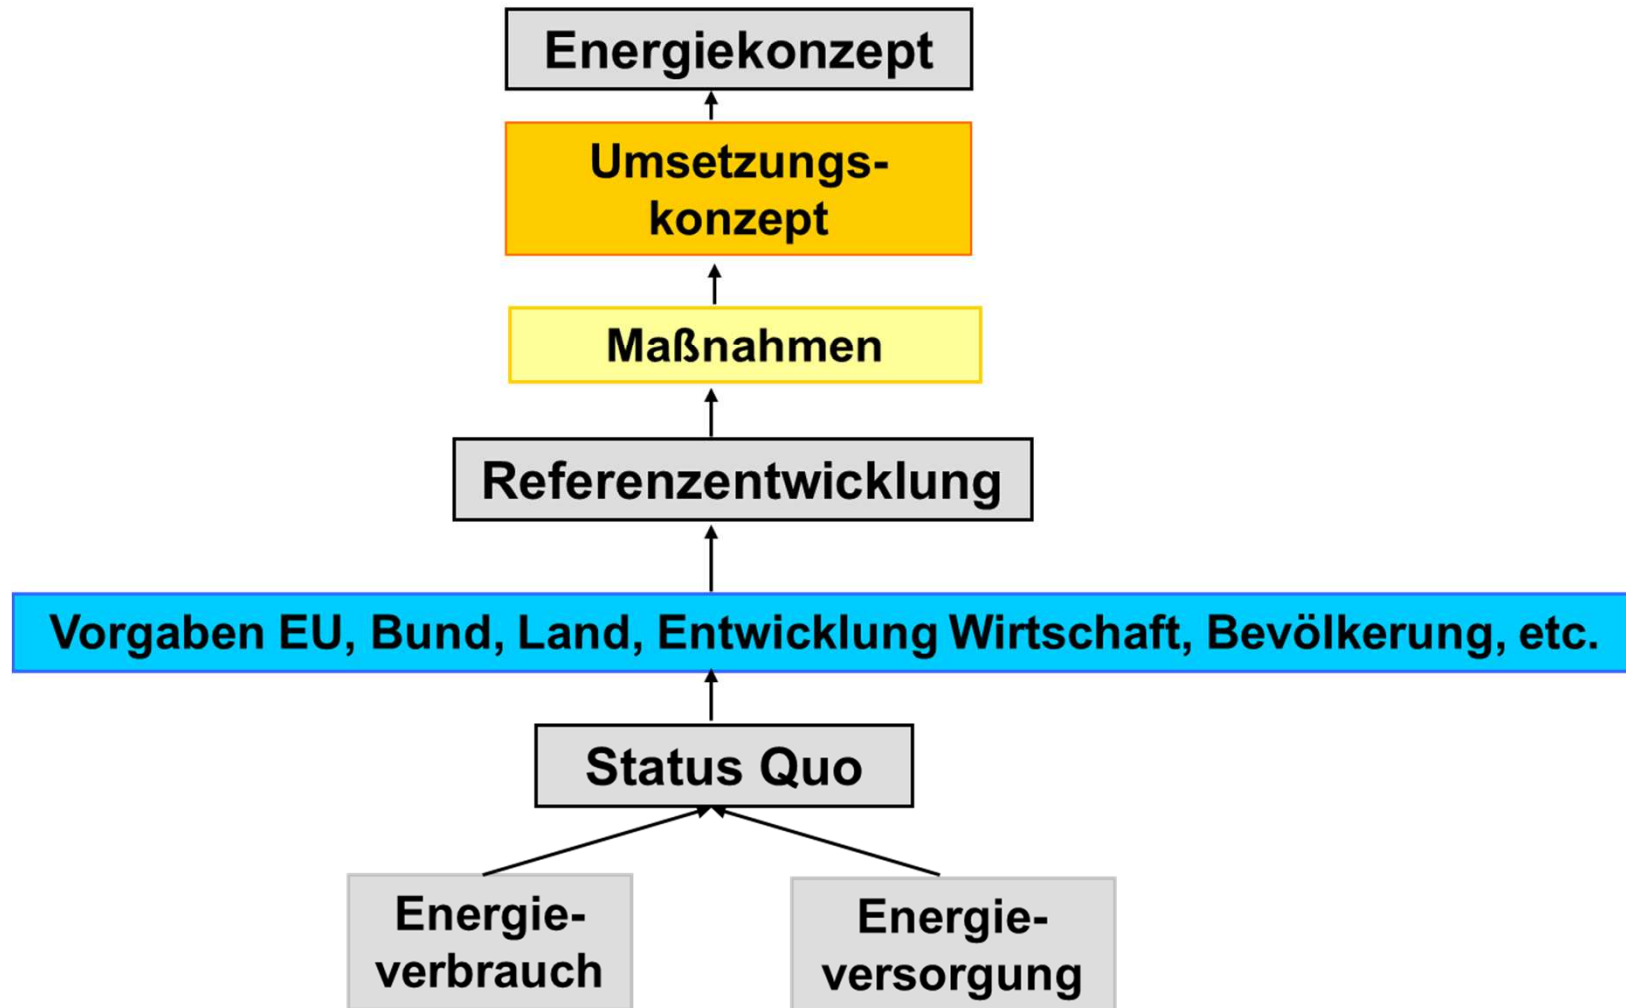 Energiekonzept
Umsetzungs-
konzept
Maßnahmen
Referenzentwicklung
Vorgaben EU, Bund, Land, Entwicklung Wirtschaft, Bevölkerung, etc.
Status Quo
Energie-
verbrauch
Energie-
versorgung